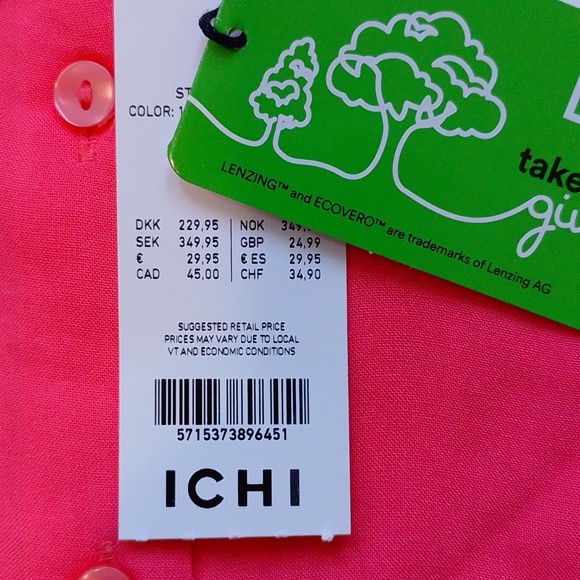 COLOR: 1
take
giv
LENZING™ and ECOVERO™ are trademarks of Lenzing AG
DKK 229,95 NOK 349,
SEK 349,95 GBP 24,99
€ 29,95 € ES 29,95
CAD 45,00 CHF 34,90
SUGGESTED RETAIL PRICE
PRICES MAY VARY DUE TO LOCAL
VT AND ECONOMIC CONDITIONS
5715373896451
ICHI